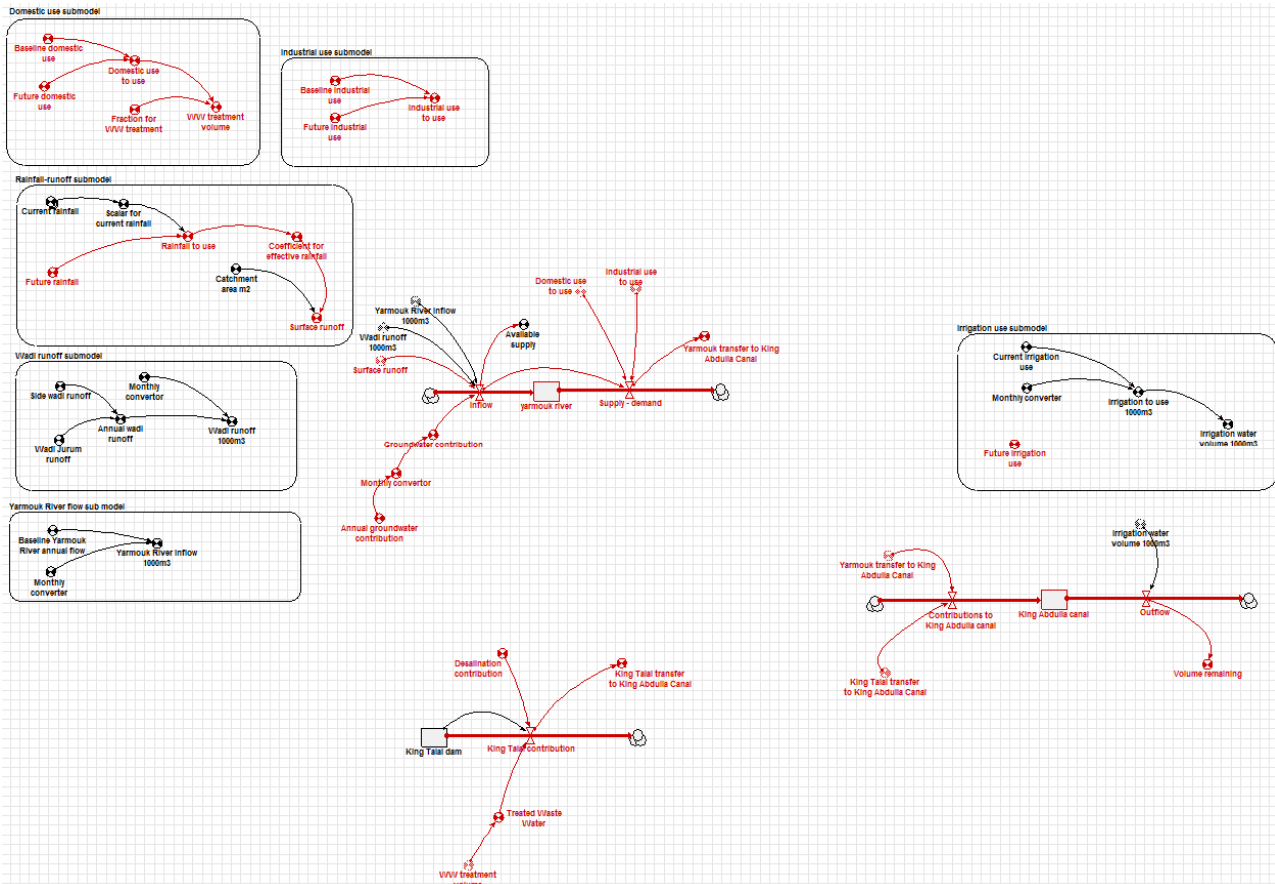 Domestic use submodel
Baseline domestic
use
Domestic use
to use
Future domestic
use
Fraction for
WW treatment
WW treatment
volume
Industrial use submodel
Baseline industrial
use
Industrial use
to use
Future industrial
use
Rainfall-runoff submodel
Current rainfall
Scalar for
current rainfall
Rainfall to use
Coefficient for
effective rainfall
Future rainfall
Catchment
area m2
Surface runoff
Wadi runoff submodel
Side wadi runoff
Monthly
convertor
Annual wadi
runoff
Wadi runoff
1000m3
Wadi Jurum
runoff
Yarmouk River flow sub model
Baseline Yarmouk
River annual flow
Yarmouk River inflow
1000m3
Monthly
converter
Yarmouk River inflow
1000m3
Wadi runoff
1000m3
Surface runoff
Available
supply
Domestic use
to use
Industrial use
to use
Yarmouk transfer to King
Abdulla Canal
Inflow
yarmouk river
Supply - demand
Groundwater contribution
Monthly convertor
Annual groundwater
contribution
Irrigation use submodel
Current irrigation
use
Monthly converter
Irrigation to use
1000m3
Irrigation water
volume 1000m3
Future irrigation
use
Irrigation water
volume 1000m3
Yarmouk transfer to King
Abdulla Canal
Contributions to
King Abdulla canal
King Abdulla canal
Outflow
King Talal transfer
to King Abdulla Canal
Volume remaining
Desalination
contribution
King Talal transfer
to King Abdulla Canal
King Talal dam
King Talal contribution
Treated Waste
Water
WW treatment
volume